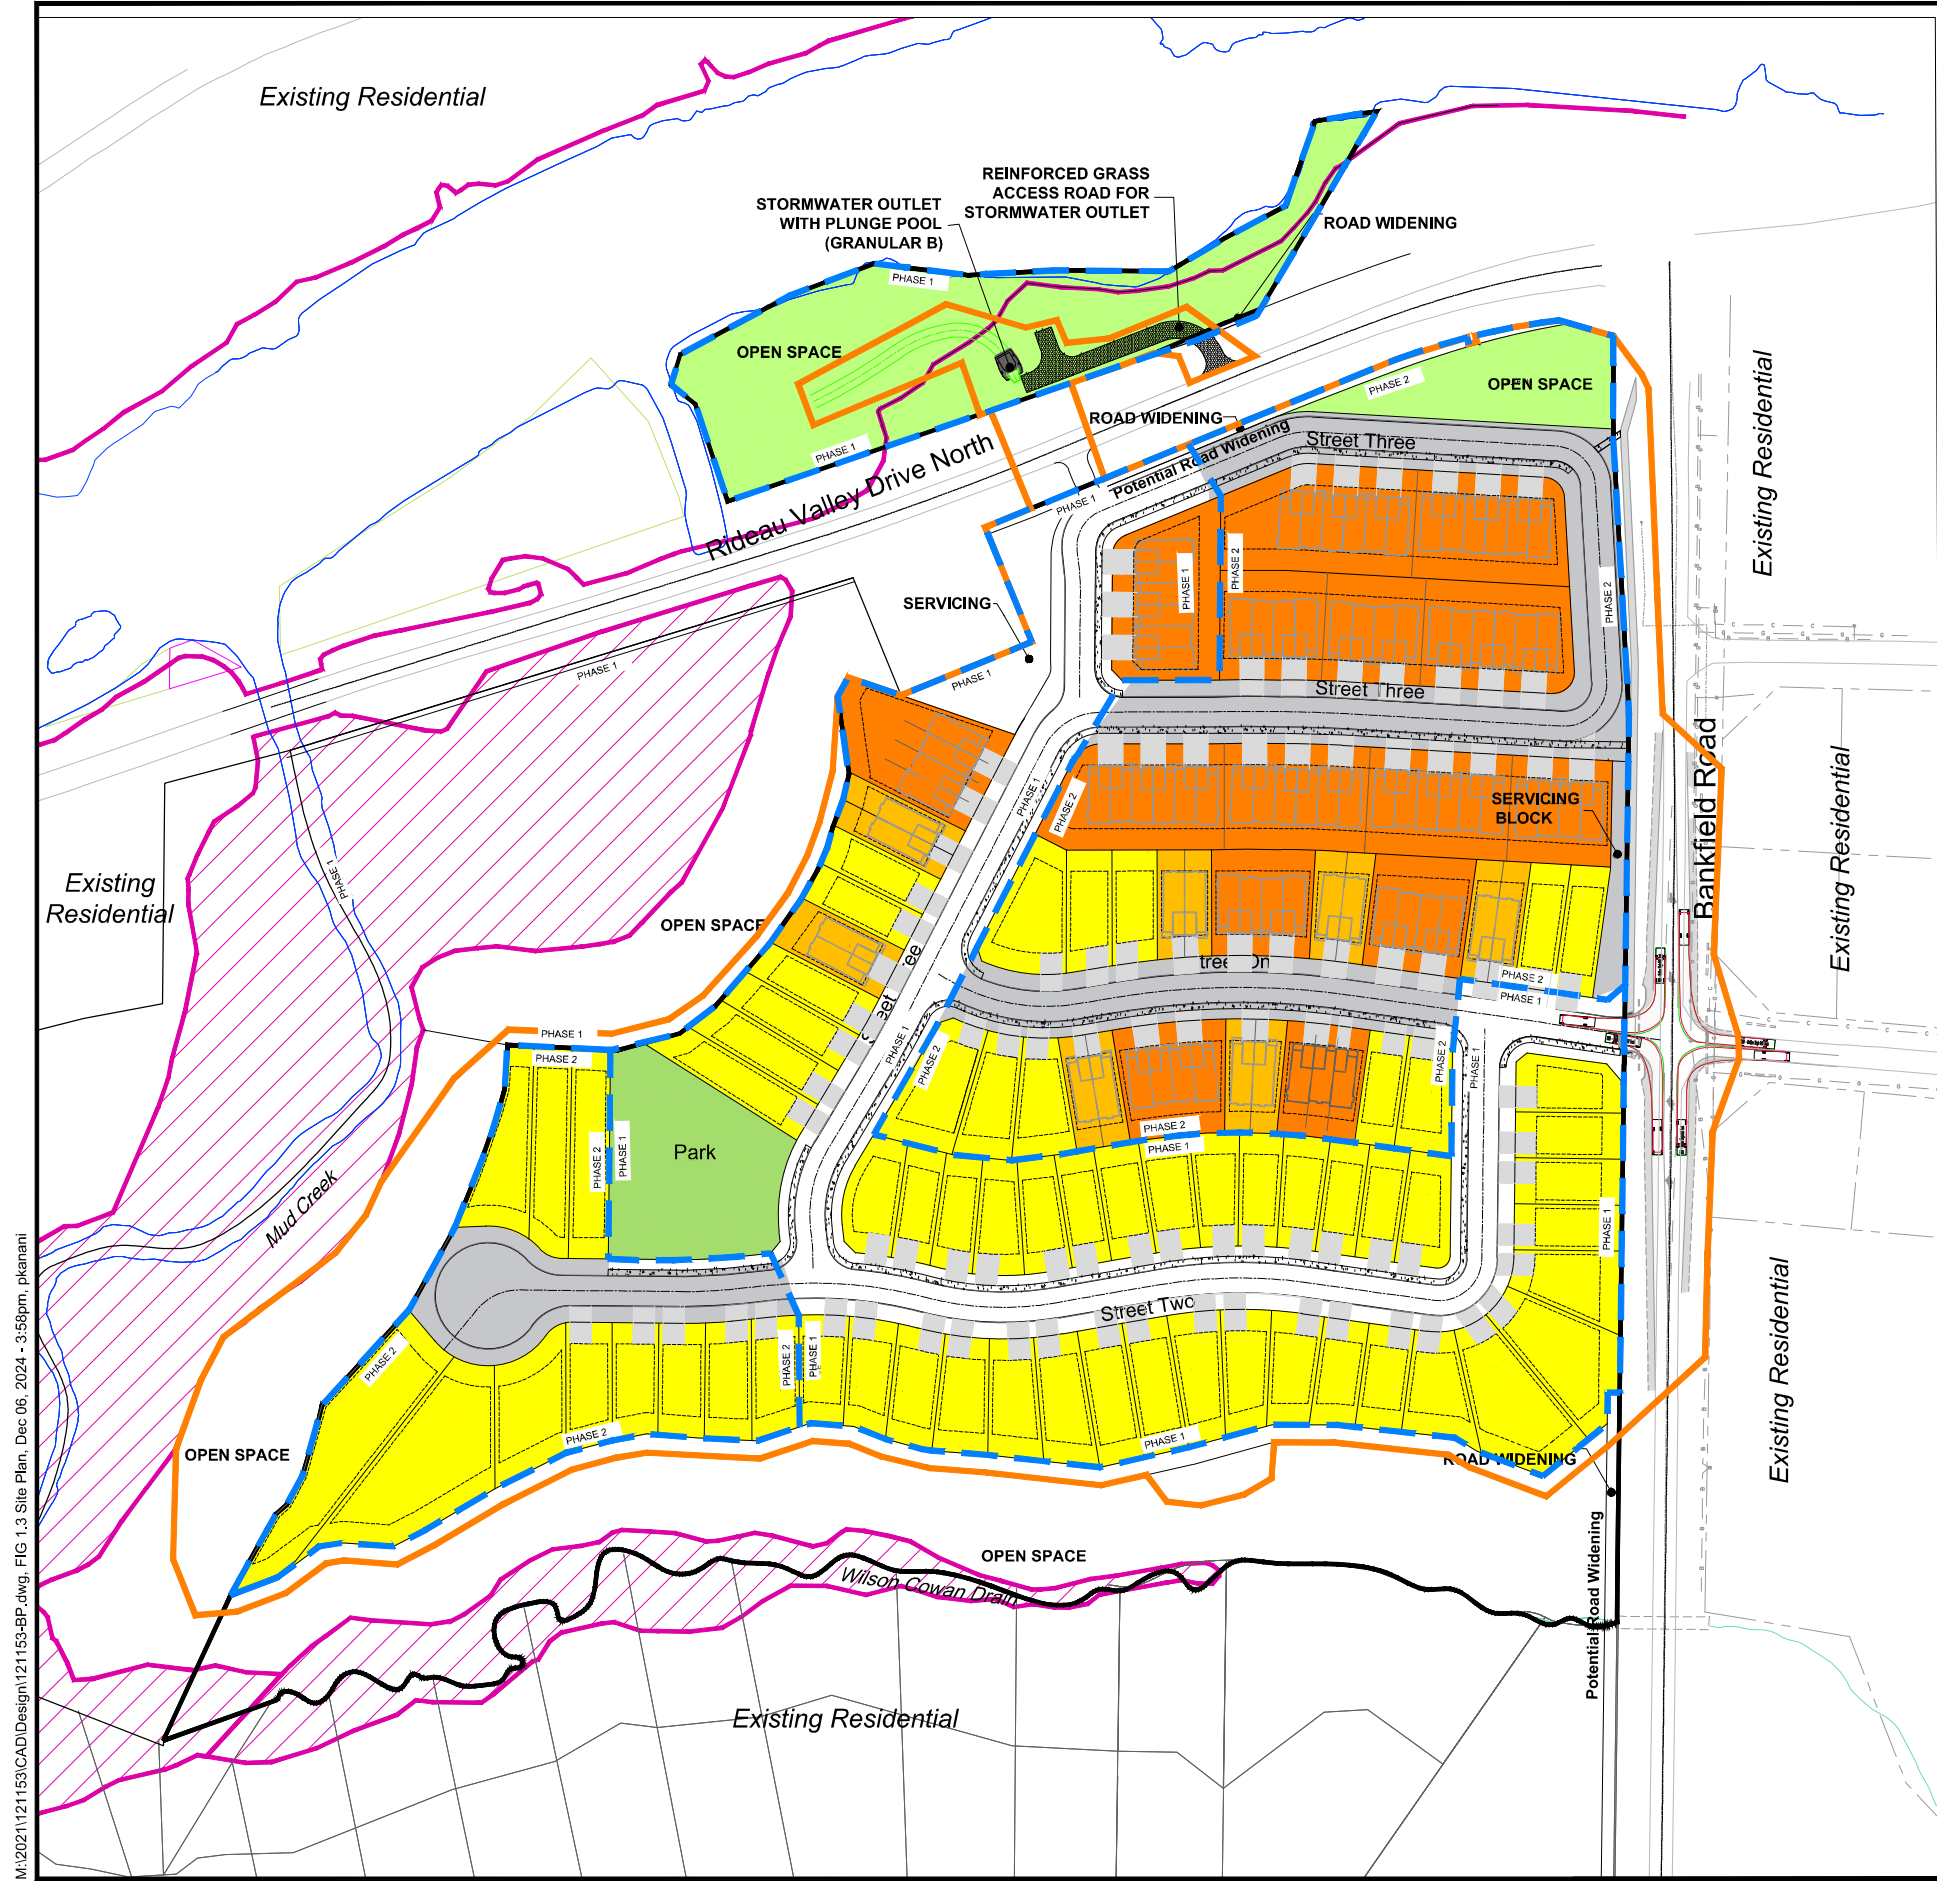 Existing Residential
REINFORCED GRASS
ACCESS ROAD FOR
STORMWATER OUTLET
STORMWATER OUTLET
WITH PLUNGE POOL
(GRANULAR B)
ROAD WIDENING
PHASE 1
OPEN SPACE
OPEN SPACE
PHASE 2
ROAD WIDENING
PHASE 1
Rideau Valley Drive North
Potential Road Widening
Street Three
PHASE 1
Existing Residential
PHASE 1
PHASE 2
PHASE 2
SERVICING
PHASE 1
PHASE 1
Street Three
Bankfield Road
PHASE 1
PHASE 2
SERVICING
BLOCK
Existing Residential
Existing
Residential
PHASE 1
OPEN SPACE
PHASE 2
PHASE 1
PHASE 1
PHASE 2
PHASE 1
PHASE 2
PHASE 2
PHASE 1
PHASE 2
PHASE 1
PHASE 2
PHASE 1
Park
Mud Creek
PHASE 1
Street Two
PHASE 2
PHASE 2
PHASE 1
PHASE 2
PHASE 1
OPEN SPACE
ROAD WIDENING
Existing Residential
OPEN SPACE
Wilson Cowan Drain
Potential Road Widening
Existing Residential
M:\2021\121153\CAD\Design\121153-BP.dwg, FIG 1.3 Site Plan, Dec 06, 2024 - 3:58pm, pkanani